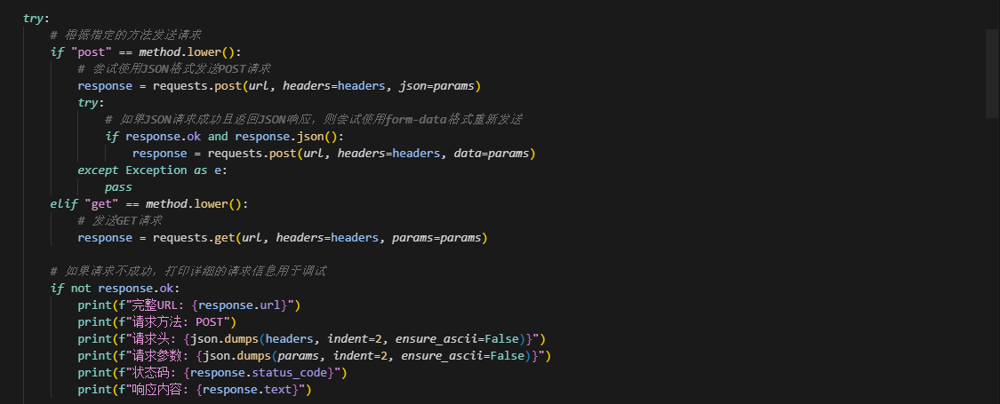 try:
# 根据指定的方法发送请求
if "post" == method.lower():
# 尝试使用JSON格式发送POST请求
response = requests.post(url, headers=headers, json=params)
try:
# 如果JSON请求成功且返回JSON响应，则尝试使用form-data格式重新发送
if response.ok and response.json():
response = requests.post(url, headers=headers, data=params)
except Exception as e:
pass
elif "get" == method.lower():
# 发送GET请求
response = requests.get(url, headers=headers, params=params)
# 如果请求不成功，打印详细的请求信息用于调试
if not response.ok:
print(f"完整URL: {response.url}")
print(f"请求方法: POST")
print(f"请求头: {json.dumps(headers, indent=2, ensure_ascii=False)}")
print(f"请求参数: {json.dumps(params, indent=2, ensure_ascii=False)}")
print(f"状态码: {response.status_code}")
print(f"响应内容: {response.text}")